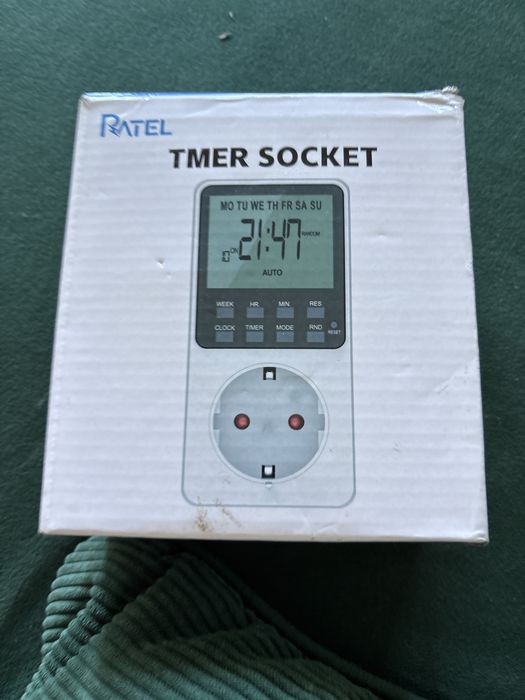 RATEL
TMER SOCKET
MO TU WE TH FR SA SU
21:47 RANDOM
10 ON
AUTO
WEEK HR. MIN. RES
CLOCK TIMER MODE RND RESET